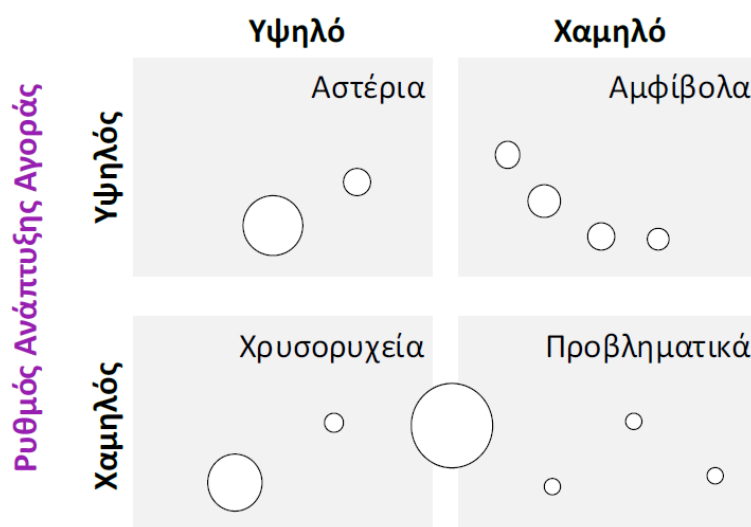 Υψηλό Χαμηλό
Ρυθμός Ανάπτυξης Αγοράς
Υψηλός
Αστέρια
Αμφίβολα
Χαμηλός
Χρυσορυχεία
Προβληματικά